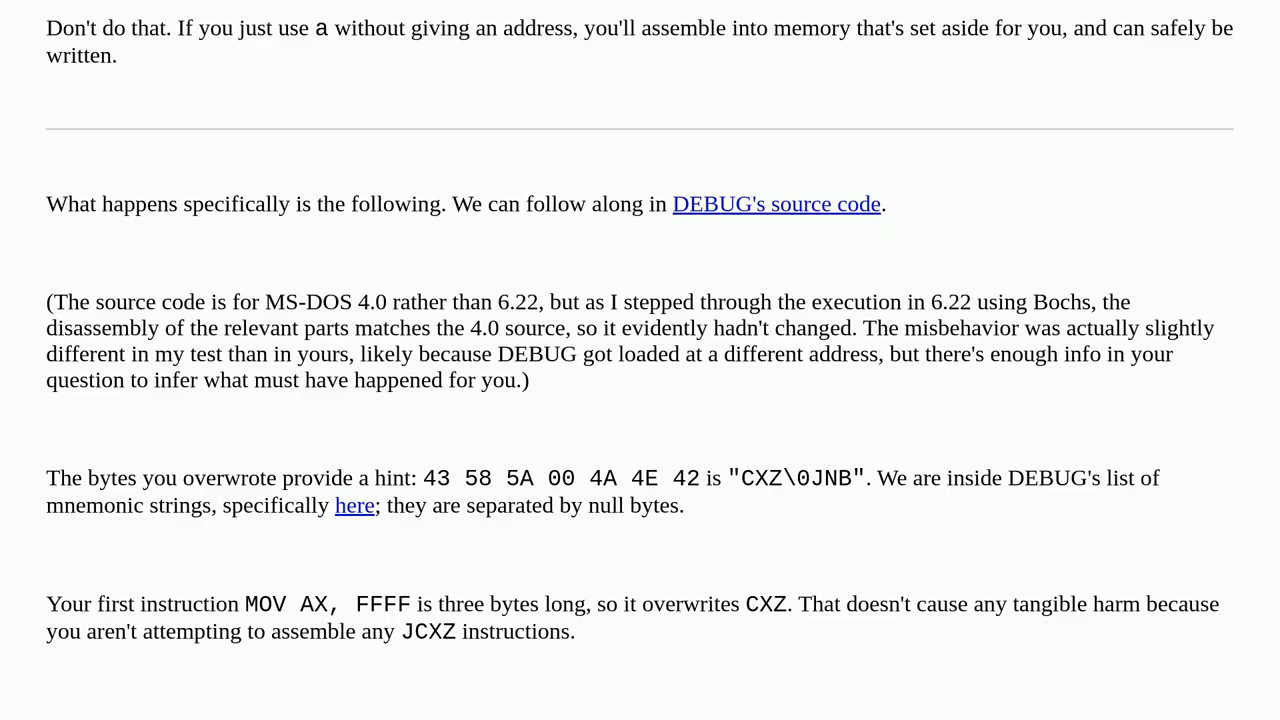 Don't do that. If you just use a without giving an address, you'll assemble into memory that's set aside for you, and can safely be
written.
What happens specifically is the following. We can follow along in DEBUG's source code.
(The source code is for MS-DOS 4.0 rather than 6.22, but as I stepped through the execution in 6.22 using Bochs, the
disassembly of the relevant parts matches the 4.0 source, so it evidently hadn't changed. The misbehavior was actually slightly
different in my test than in yours, likely because DEBUG got loaded at a different address, but there's enough info in your
question to infer what must have happened for you.)
The bytes you overwrote provide a hint: 43 58 5A 00 4A 4E 42 is "CXZ\0JNB". We are inside DEBUG's list of
mnemonic strings, specifically here; they are separated by null bytes.
Your first instruction MOV AX, FFFF is three bytes long, so it overwrites CXZ. That doesn't cause any tangible harm because
you aren't attempting to assemble any JCXZ instructions.